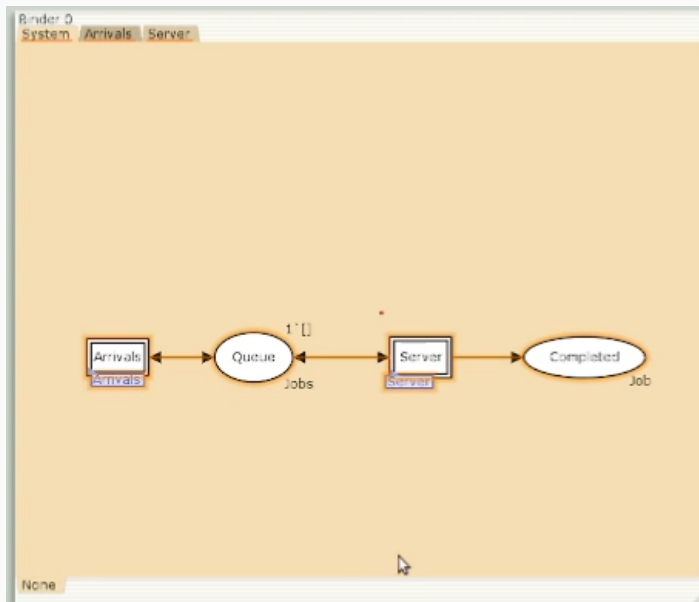 Binder 0
System Arrivals Server
1`[]
Arrivals Queue Server Completed
Arrivals Jobs Server Job
None